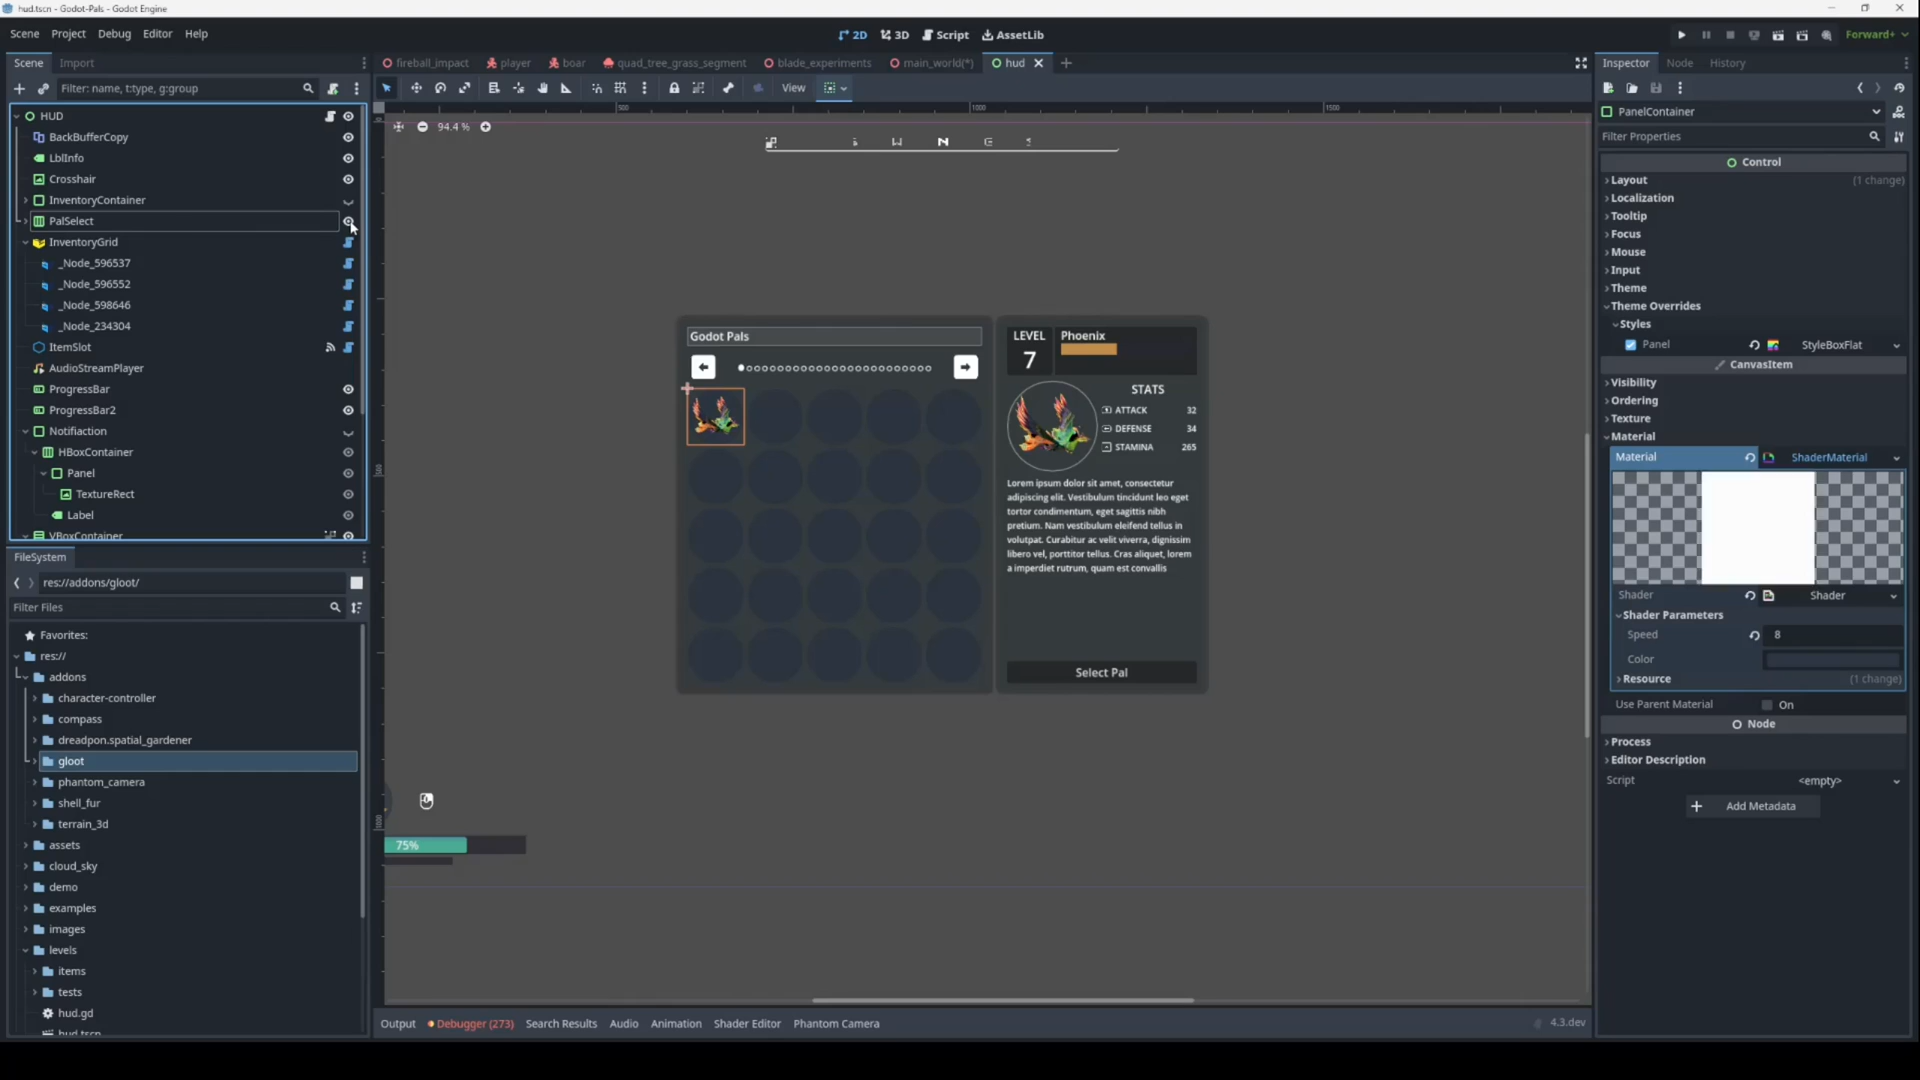 hud.tscn - Godot-Pals - Godot Engine
Scene Project Debug Editor Help
2D 3D Script AssetLib
Forward+
Scene Import
fireball_impact player boar quad_tree_grass_segment blade_experiments main_world(*) hud
Inspector Node History
Filter: name, t:type, g:group
View
HUD
BackBufferCopy
LblInfo
Crosshair
InventoryContainer
PalSelect
InventoryGrid
_Node_596537
_Node_596552
_Node_598646
_Node_234304
ItemSlot
AudioStreamPlayer
ProgressBar
ProgressBar2
Notifiaction
HBoxContainer
Panel
TextureRect
Label
VBoxContainer
FileSystem
res://addons/gloot/
Filter Files
Favorites:
res://
addons
character-controller
compass
dreadpon.spatial_gardener
gloot
phantom_camera
shell_fur
terrain_3d
assets
cloud_sky
demo
examples
images
levels
items
tests
hud.gd
hud.tscn
500 1000 1500
94.4 %
W N E S
Godot Pals
LEVEL
7
Phoenix
STATS
ATTACK 32
DEFENSE 34
STAMINA 265
Lorem ipsum dolor sit amet, consectetur
adipiscing elit. Vestibulum tincidunt leo eget
tortor condimentum, eget sagittis nibh
pretium. Nam vestibulum eleifend tellus in
volutpat. Curabitur ac velit viverra, dignissim
libero vel, porttitor tellus. Cras aliquet, lorem
a imperdiet rutrum, quam est convallis
Select Pal
75%
Output Debugger (273) Search Results Audio Animation Shader Editor Phantom Camera
4.3.dev
PanelContainer
Filter Properties
Control
Layout (1 change)
Localization
Tooltip
Focus
Mouse
Input
Theme
Theme Overrides
Styles
Panel StyleBoxFlat
CanvasItem
Visibility
Ordering
Texture
Material
Material ShaderMaterial
Shader Shader
Shader Parameters
Speed 8
Color
Resource (1 change)
Use Parent Material On
Node
Process
Editor Description
Script <empty>
Add Metadata